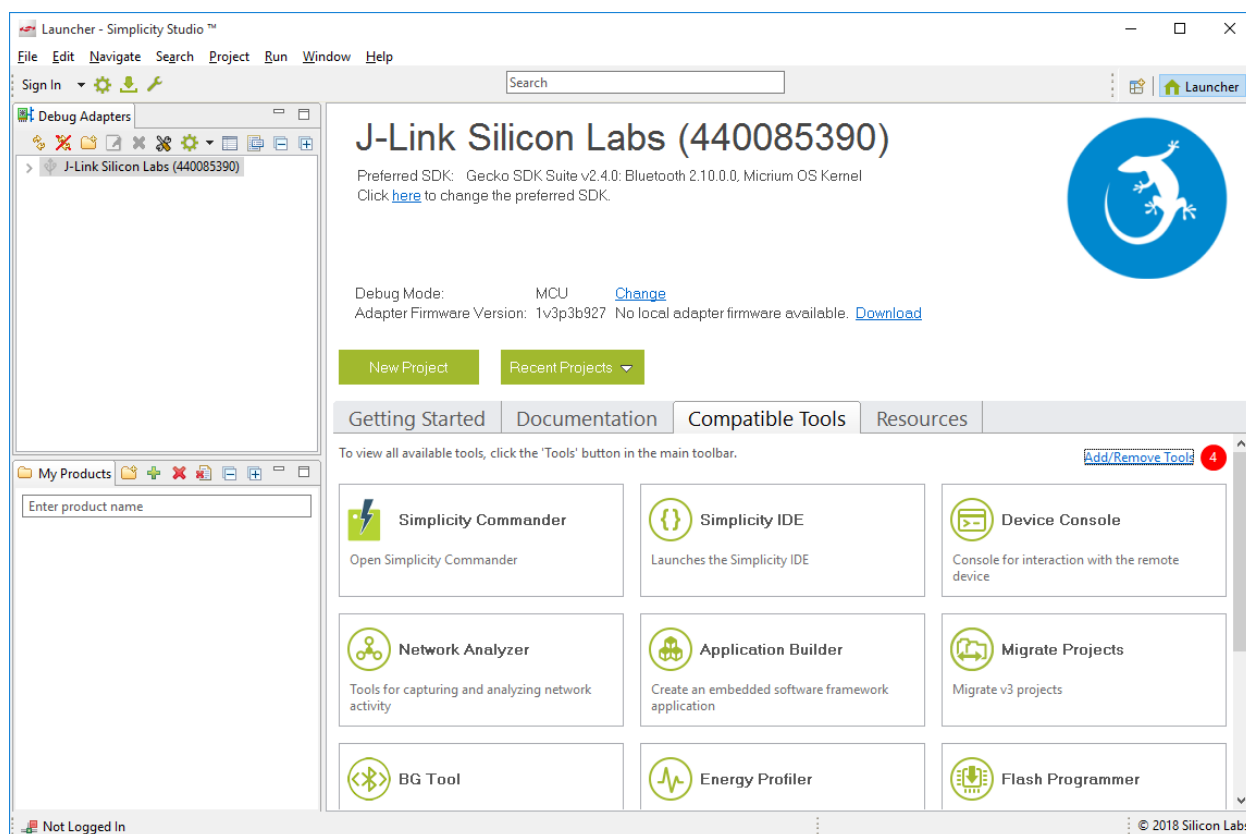 Launcher - Simplicity Studio ™
File Edit Navigate Search Project Run Window Help
Sign In
Search
Launcher
Debug Adapters
J-Link Silicon Labs (440085390)
J-Link Silicon Labs (440085390)
Preferred SDK: Gecko SDK Suite v2.4.0: Bluetooth 2.10.0.0, Micrium OS Kernel
Click here to change the preferred SDK.
Debug Mode: MCU Change
Adapter Firmware Version: 1v3p3b927 No local adapter firmware available. Download
New Project
Recent Projects
Getting Started
Documentation
Compatible Tools
Resources
To view all available tools, click the 'Tools' button in the main toolbar.
Add/Remove Tools
4
My Products
Enter product name
Simplicity Commander
Open Simplicity Commander
Simplicity IDE
Launches the Simplicity IDE
Device Console
Console for interaction with the remote
device
Network Analyzer
Tools for capturing and analyzing network
activity
Application Builder
Create an embedded software framework
application
Migrate Projects
Migrate v3 projects
BG Tool
Energy Profiler
Flash Programmer
Not Logged In
© 2018 Silicon Labs